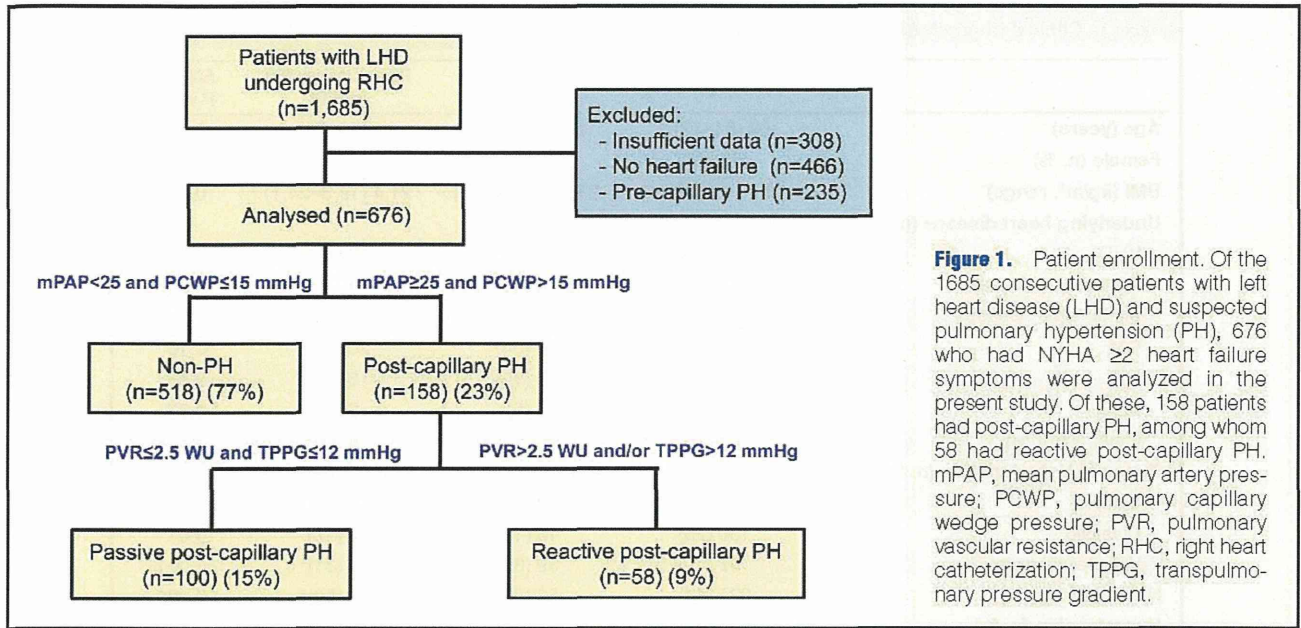 Patients with LHD
undergoing RHC
(n=1,685)
Excluded:
- Insufficient data (n=308)
- No heart failure (n=466)
- Pre-capillary PH (n=235)
Analysed (n=676)
mPAP<25 and PCWP≤15 mmHg
mPAP≥25 and PCWP>15 mmHg
Non-PH
(n=518) (77%)
Post-capillary PH
(n=158) (23%)
PVR≤2.5 WU and TPPG≤12 mmHg
PVR>2.5 WU and/or TPPG>12 mmHg
Passive post-capillary PH
(n=100) (15%)
Reactive post-capillary PH
(n=58) (9%)
Figure 1. Patient enrollment. Of the
1685 consecutive patients with left
heart disease (LHD) and suspected
pulmonary hypertension (PH), 676
who had NYHA ≥2 heart failure
symptoms were analyzed in the
present study. Of these, 158 patients
had post-capillary PH, among whom
58 had reactive post-capillary PH.
mPAP, mean pulmonary artery pres-
sure; PCWP, pulmonary capillary
wedge pressure; PVR, pulmonary
vascular resistance; RHC, right heart
catheterization; TPPG, transpulmo-
nary pressure gradient.
Age (years)
Female (n, %)